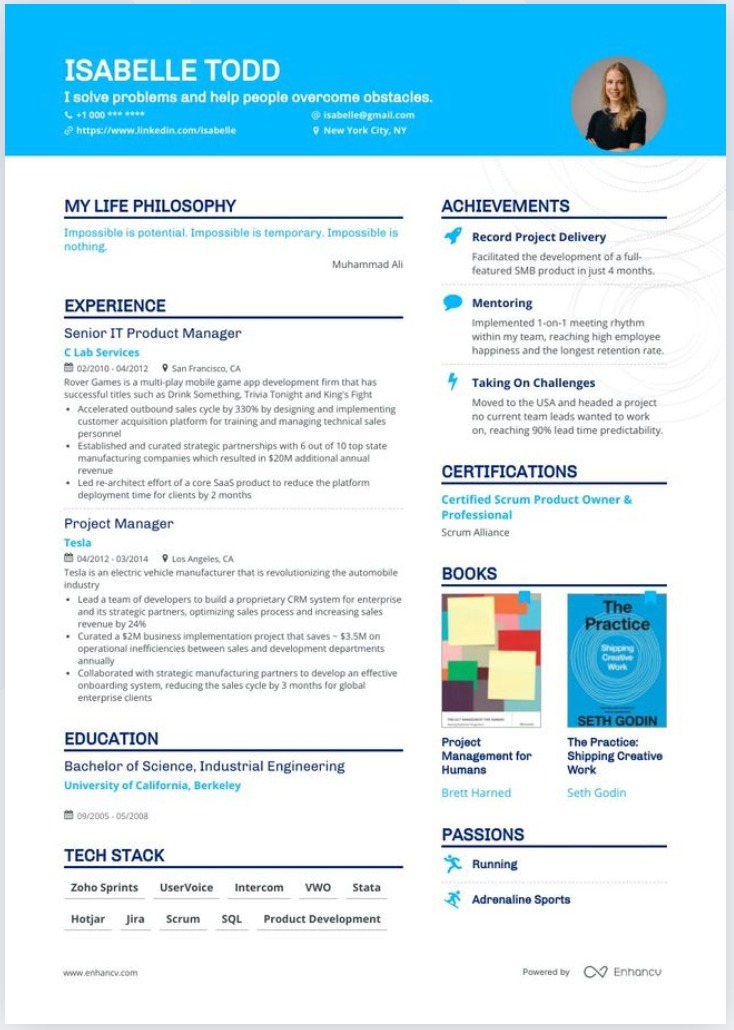 ISABELLE TODD
I solve problems and help people overcome obstacles.
+1 000 *** ****
@ isabelle@gmail.com
https://www.linkedin.com/isabelle
New York City, NY
MY LIFE PHILOSOPHY
Impossible is potential. Impossible is temporary. Impossible is
nothing.
Muhammad Ali
EXPERIENCE
Senior IT Product Manager
C Lab Services
02/2010 - 04/2012 San Francisco, CA
Rover Games is a multi-play mobile game app development firm that has
successful titles such as Drink Something, Trivia Tonight and King's Fight
• Accelerated outbound sales cycle by 330% by designing and implementing
customer acquisition platform for training and managing technical sales
personnel
• Established and curated strategic partnerships with 6 out of 10 top state
manufacturing companies which resulted in $20M additional annual
revenue
• Led re-architect effort of a core SaaS product to reduce the platform
deployment time for clients by 2 months
Project Manager
Tesla
04/2012 - 03/2014 Los Angeles, CA
Tesla is an electric vehicle manufacturer that is revolutionizing the automobile
industry
• Lead a team of developers to build a proprietary CRM system for enterprise
and its strategic partners, optimizing sales process and increasing sales
revenue by 24%
• Curated a $2M business implementation project that saves ~ $3.5M on
operational inefficiencies between sales and development departments
annually
• Collaborated with strategic manufacturing partners to develop an effective
onboarding system, reducing the sales cycle by 3 months for global
enterprise clients
EDUCATION
Bachelor of Science, Industrial Engineering
University of California, Berkeley
09/2005 - 05/2008
TECH STACK
Zoho Sprints UserVoice Intercom VWO Stata
Hotjar Jira Scrum SQL Product Development
ACHIEVEMENTS
Record Project Delivery
Facilitated the development of a full-
featured SMB product in just 4 months.
Mentoring
Implemented 1-on-1 meeting rhythm
within my team, reaching high employee
happiness and the longest retention rate.
Taking On Challenges
Moved to the USA and headed a project
no current team leads wanted to work
on, reaching 90% lead time predictability.
CERTIFICATIONS
Certified Scrum Product Owner &
Professional
Scrum Alliance
BOOKS
PROJECT MANAGEMENT FOR HUMANS
The
Practice
Shipping
Creative
Work
SETH GODIN
Project
Management for
Humans
Brett Harned
The Practice:
Shipping Creative
Work
Seth Godin
PASSIONS
Running
Adrenaline Sports
www.enhancv.com
Powered by Enhancv